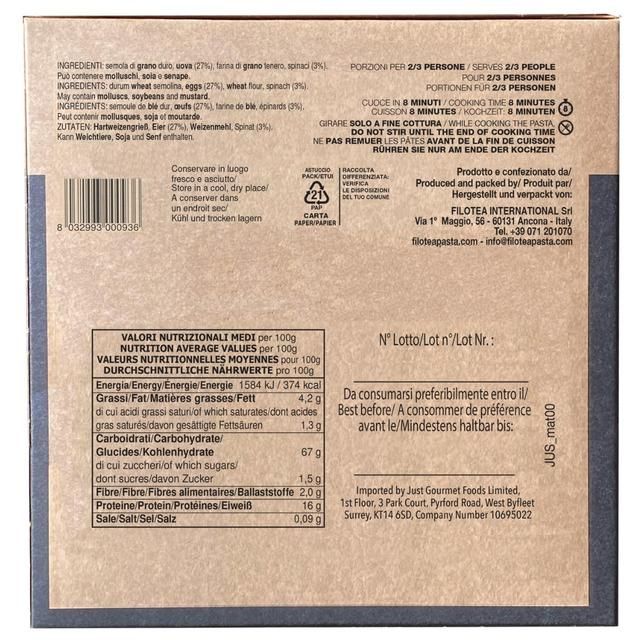 INGREDIENTI: semola di grano duro, uova (27%), farina di grano tenero, spinaci (3%).
Può contenere molluschi, soia o senape.
INGREDIENTS: durum wheat semolina, eggs (27%), wheat flour, spinach (3%).
May contain molluscs, soybeans and mustard.
INGRÉDIENTS: semoule de blé dur, œufs (27%), farine de blé, épinards (3%).
Peut contenir mollusques, soja et moutarde.
ZUTATEN: Hartweizengrieß, Eier (27%), Weizenmehl, Spinat (3%).
Kann Weichtiere, Soja und Senf enthalten.
PORZIONI PER 2/3 PERSONE / SERVES 2/3 PEOPLE
POUR 2/3 PERSONNES
PORTIONEN FÜR 2/3 PERSONEN
CUOCE IN 8 MINUTI / COOKING TIME 8 MINUTES
CUISSON 8 MINUTES / KOCHZEIT: 8 MINUTEN
8
GIRARE SOLO A FINE COTTURA / WHILE COOKING THE PASTA,
DO NOT STIR UNTIL THE END OF COOKING TIME
NE PAS REMUER LES PÂTES AVANT DE LA FIN DE CUISSON
RÜHREN SIE NUR AM ENDE DER KOCHZEIT
8 032993 000936
Conservare in luogo
fresco e asciutto/
Store in a cool, dry place/
A conserver dans
un endroit sec/
Kühl und trocken lagern
ASTUCCIO
PACK/ETUI
21
PAP
CARTA
PAPER/PAPIER
RACCOLTA
DIFFERENZIATA:
VERIFICA
LE DISPOSIZIONI
DEL TUO COMUNE
Prodotto e confezionato da/
Produced and packed by/ Produit par/
Hergestellt und verpackt von:
FILOTEA INTERNATIONAL Srl
Via 1° Maggio, 56 - 60131 Ancona - Italy
Tel. +39 071 201070
filoteapasta.com - info@filoteapasta.com
VALORI NUTRIZIONALI MEDI per 100g
NUTRITION AVERAGE VALUES per 100g
VALEURS NUTRITIONNELLES MOYENNES pour 100g
DURCHSCHNITTLICHE NÄHRWERTE pro 100g
Energia/Energy/Énergie/Energie 1584 kJ / 374 kcal
Grassi/Fat/Matières grasses/Fett 4,2 g
di cui acidi grassi saturi/of which saturates/dont acides
gras saturés/davon gesättigte Fettsäuren 1,3 g
Carboidrati/Carbohydrate/
Glucides/Kohlenhydrate 67 g
di cui zuccheri/of which sugars/
dont sucres/davon Zucker 1,5 g
Fibre/Fibre/Fibres alimentaires/Ballaststoffe 2,0 g
Proteine/Protein/Protéines/Eiweiß 16 g
Sale/Salt/Sel/Salz 0,09 g
N° Lotto/Lot n°/Lot Nr. :
Da consumarsi preferibilmente entro il/
Best before/ A consommer de préférence
avant le/Mindestens haltbar bis:
JUS_mat00
Imported by Just Gourmet Foods Limited,
1st Floor, 3 Park Court, Pyrford Road, West Byfleet
Surrey, KT14 6SD, Company Number 10695022